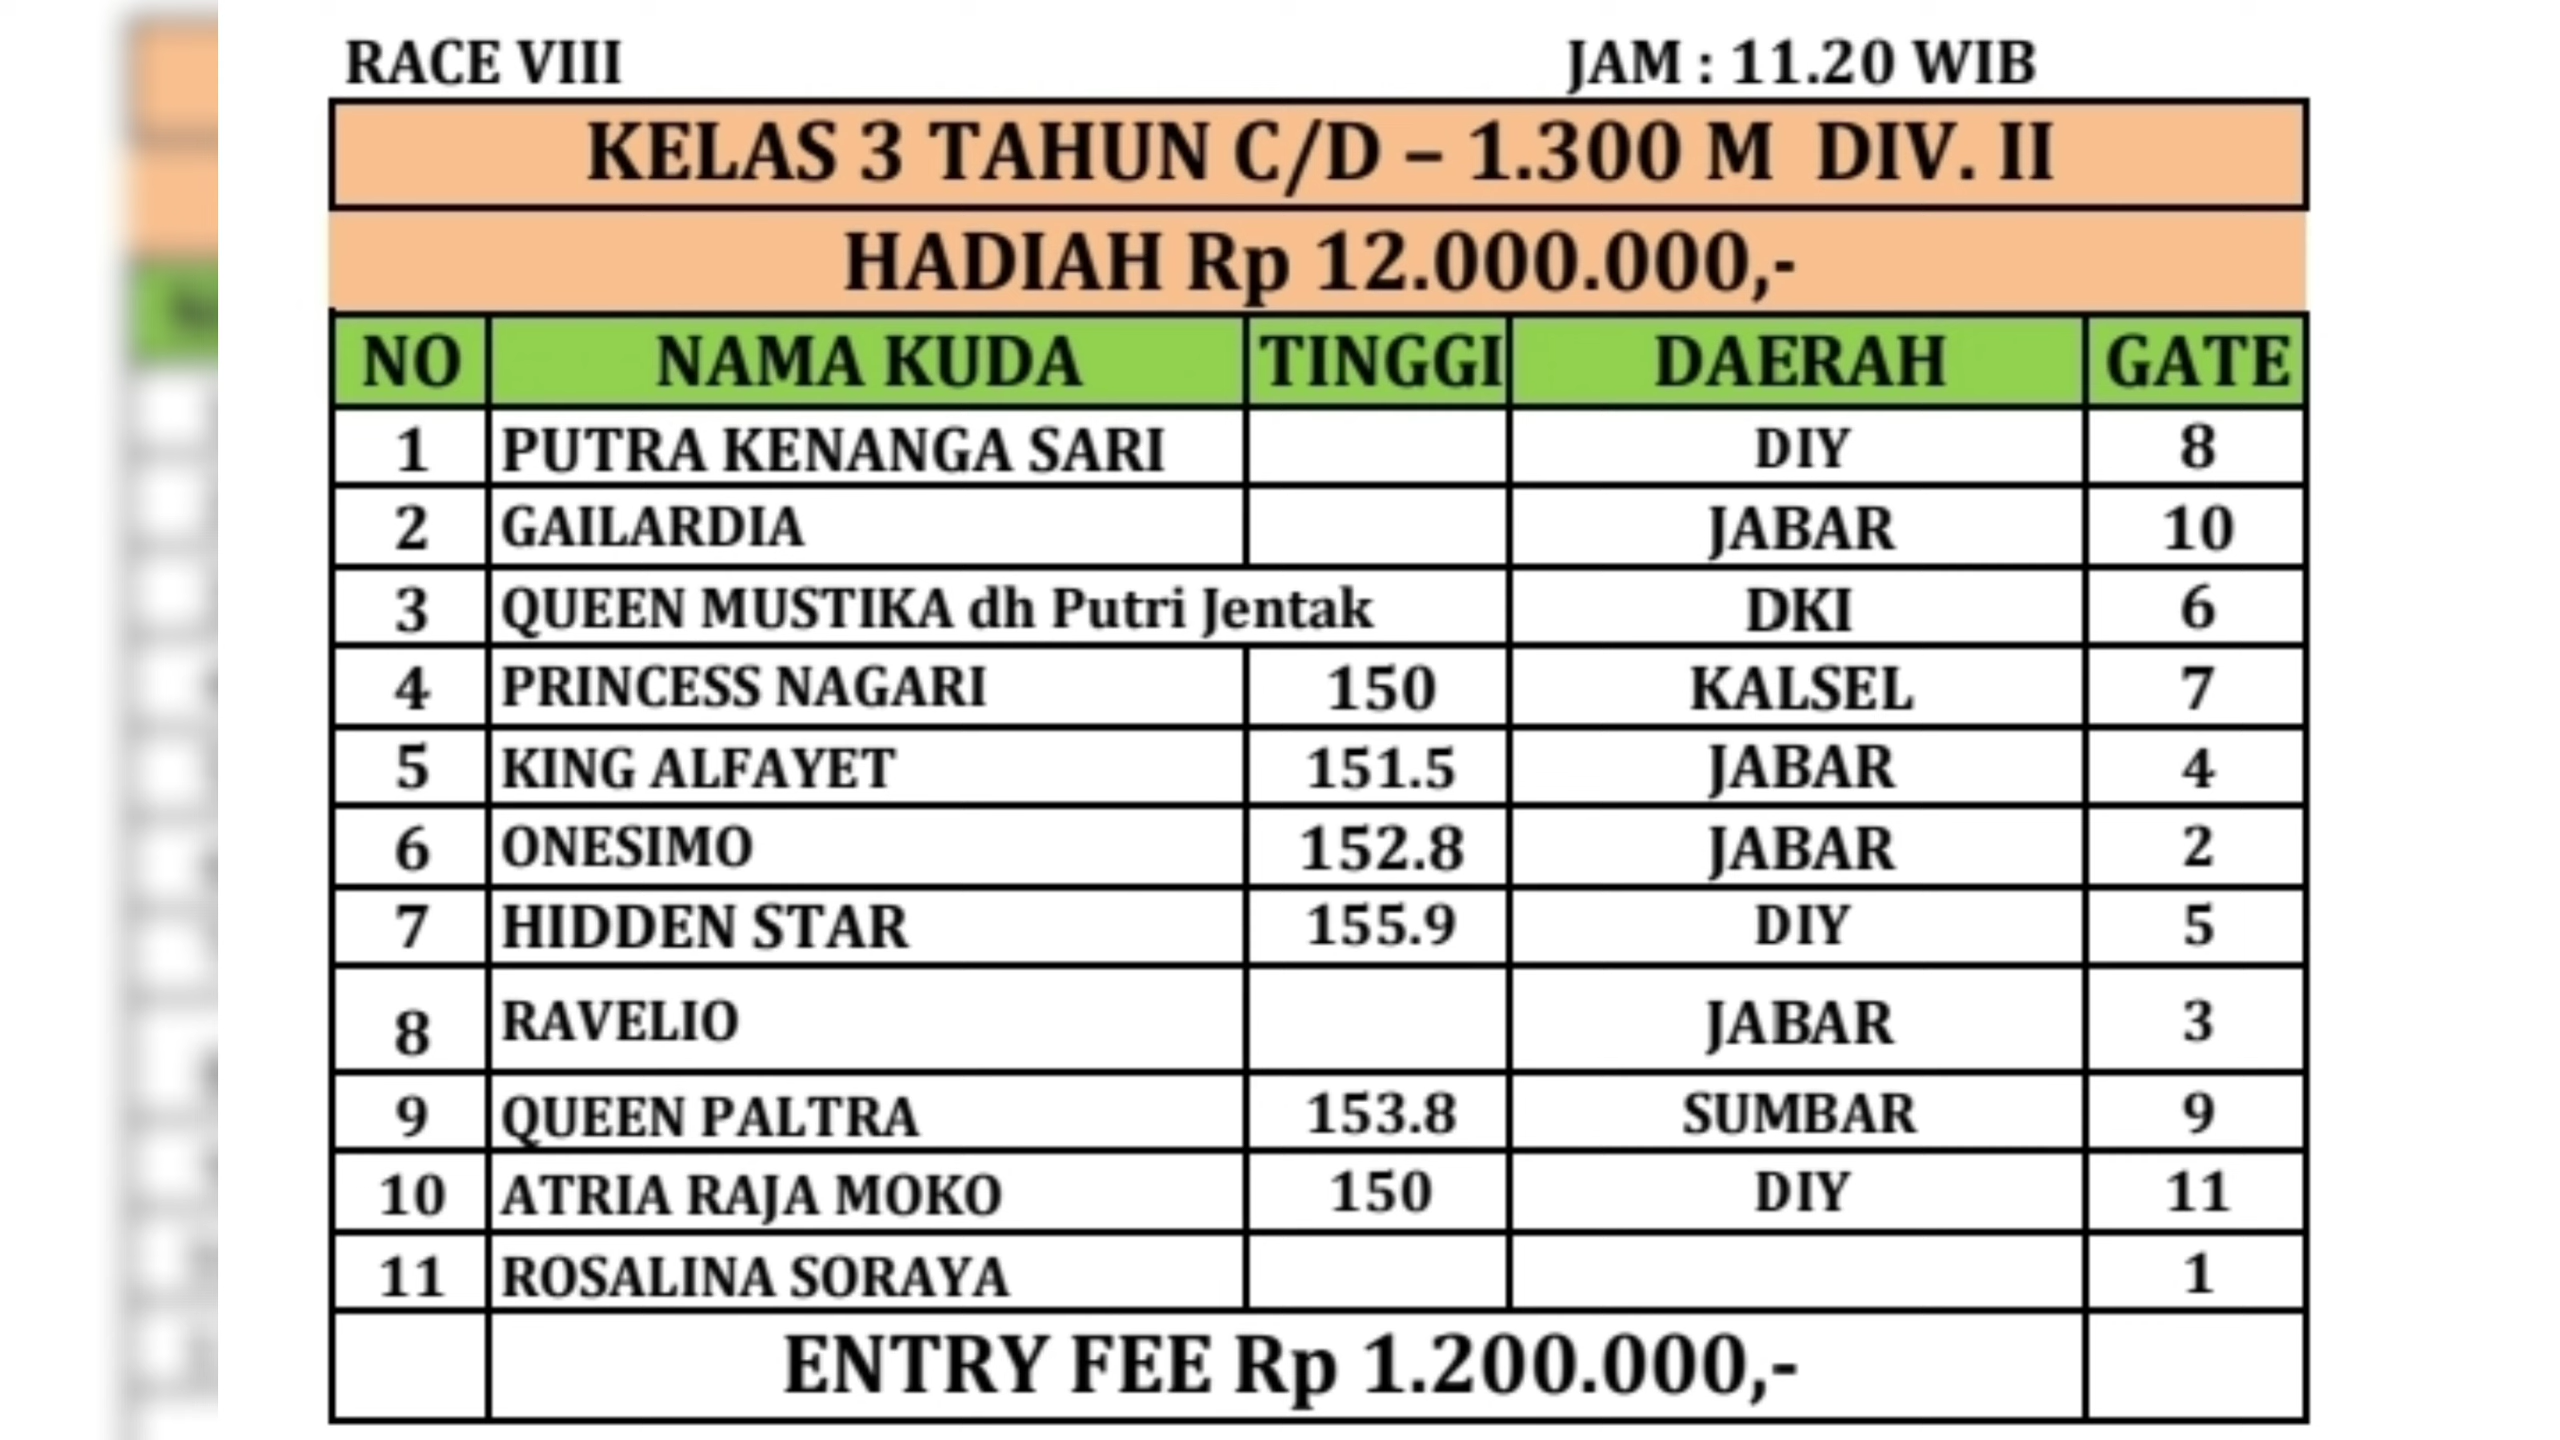 RACE VIII JAM : 11.20 WIB
KELAS 3 TAHUN C/D – 1.300 M DIV. II
HADIAH Rp 12.000.000,-
NO NAMA KUDA TINGGI DAERAH GATE
1 PUTRA KENANGA SARI DIY 8
2 GAILARDIA JABAR 10
3 QUEEN MUSTIKA dh Putri Jentak DKI 6
4 PRINCESS NAGARI 150 KALSEL 7
5 KING ALFAYET 151.5 JABAR 4
6 ONESIMO 152.8 JABAR 2
7 HIDDEN STAR 155.9 DIY 5
8 RAVELIO JABAR 3
9 QUEEN PALTRA 153.8 SUMBAR 9
10 ATRIA RAJA MOKO 150 DIY 11
11 ROSALINA SORAYA 1
ENTRY FEE Rp 1.200.000,-